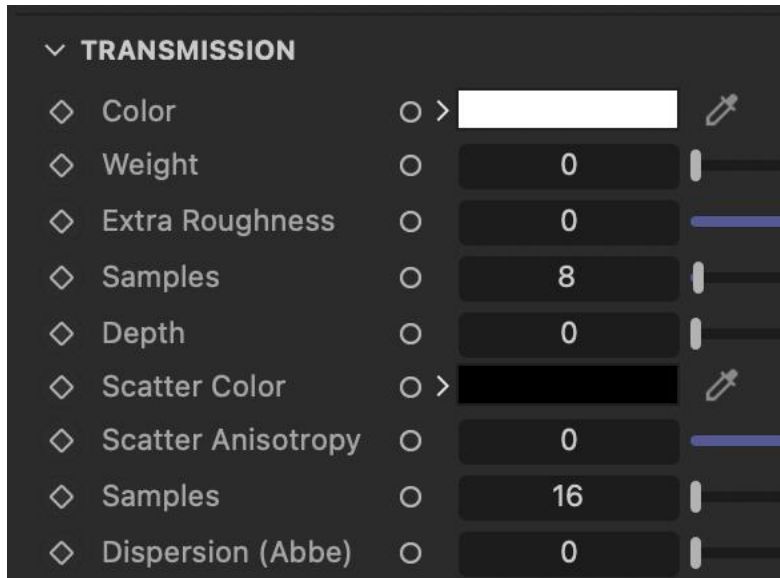 TRANSMISSION
Color
Weight 0
Extra Roughness 0
Samples 8
Depth 0
Scatter Color
Scatter Anisotropy 0
Samples 16
Dispersion (Abbe) 0